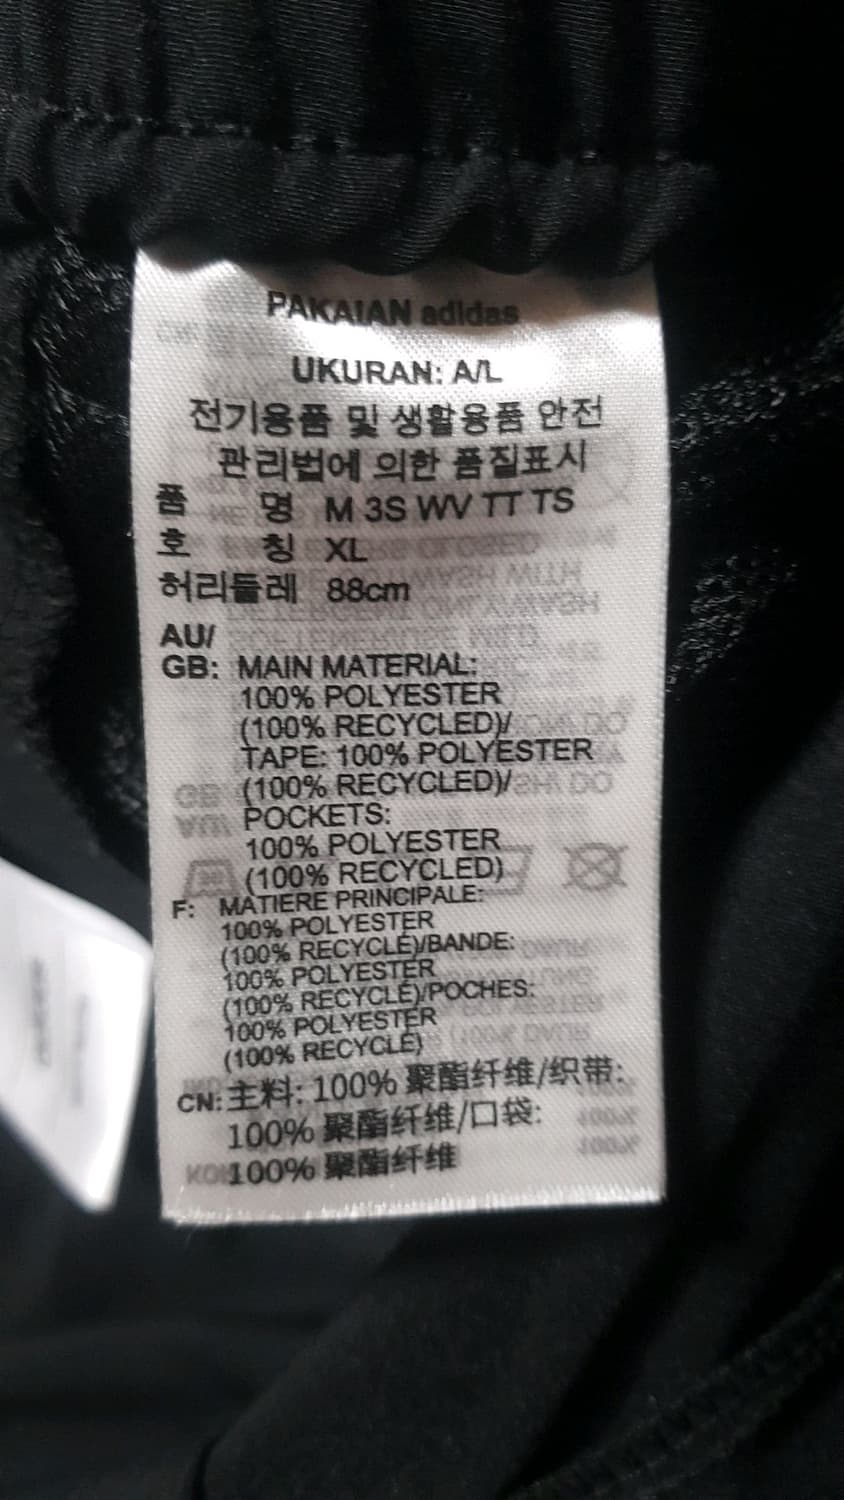 PAKAIAN adidas
UKURAN: A/L
전기용품 및 생활용품 안전
관리법에 의한 품질표시
품 명 M 3S WV TT TS
호 칭 XL
허리둘레 88cm
AU/
GB: MAIN MATERIAL:
100% POLYESTER
(100% RECYCLED)/
TAPE: 100% POLYESTER
(100% RECYCLED)/
POCKETS:
100% POLYESTER
(100% RECYCLED)
F: MATIERE PRINCIPALE:
100% POLYESTER
(100% RECYCLÉ)/BANDE:
100% POLYESTER
(100% RECYCLÉ)/POCHES:
100% POLYESTER
(100% RECYCLÉ)
CN: 主料: 100% 聚酯纤维/织带:
100% 聚酯纤维/口袋:
100% 聚酯纤维